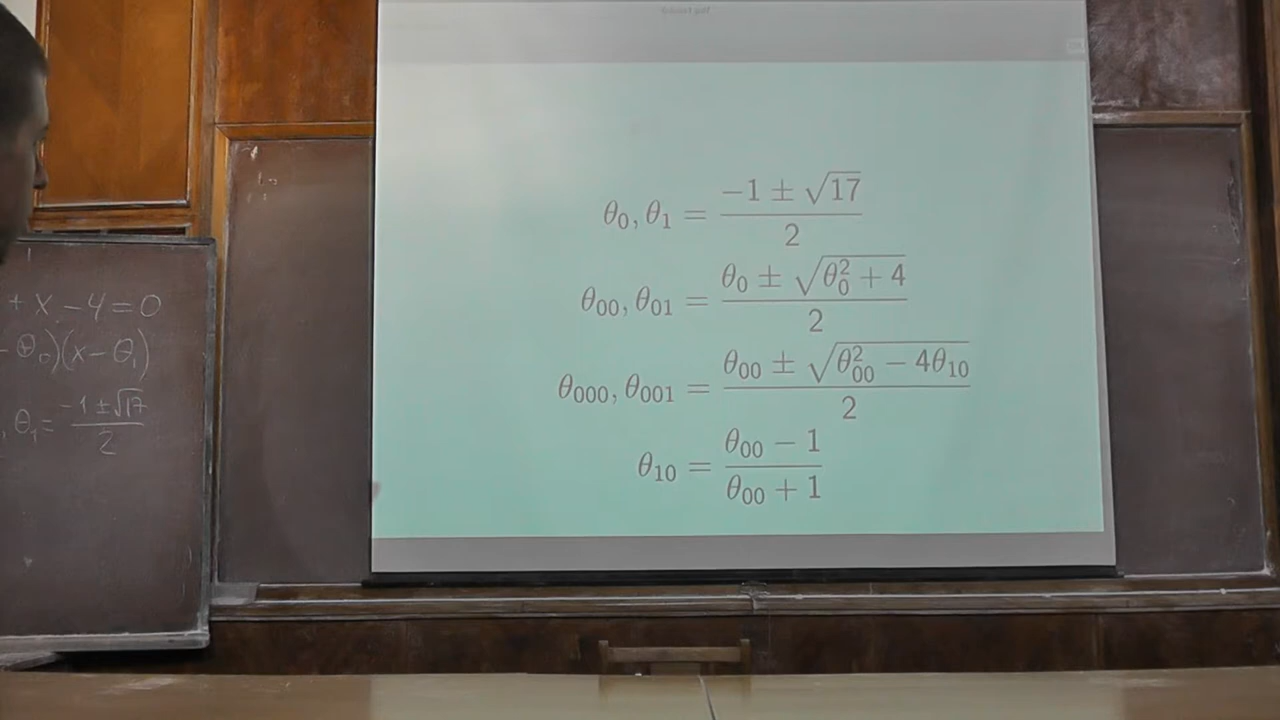 + x - 4 = 0
- θ₀)(x - θ₁)
, θ₁ = (-1 ± √17)/2
θ₀, θ₁ = (-1 ± √17)/2
θ₀₀, θ₀₁ = (θ₀ ± √(θ₀² + 4))/2
θ₀₀₀, θ₀₀₁ = (θ₀₀ ± √(θ₀₀² - 4θ₁₀))/2
θ₁₀ = (θ₀₀ - 1)/(θ₀₀ + 1)